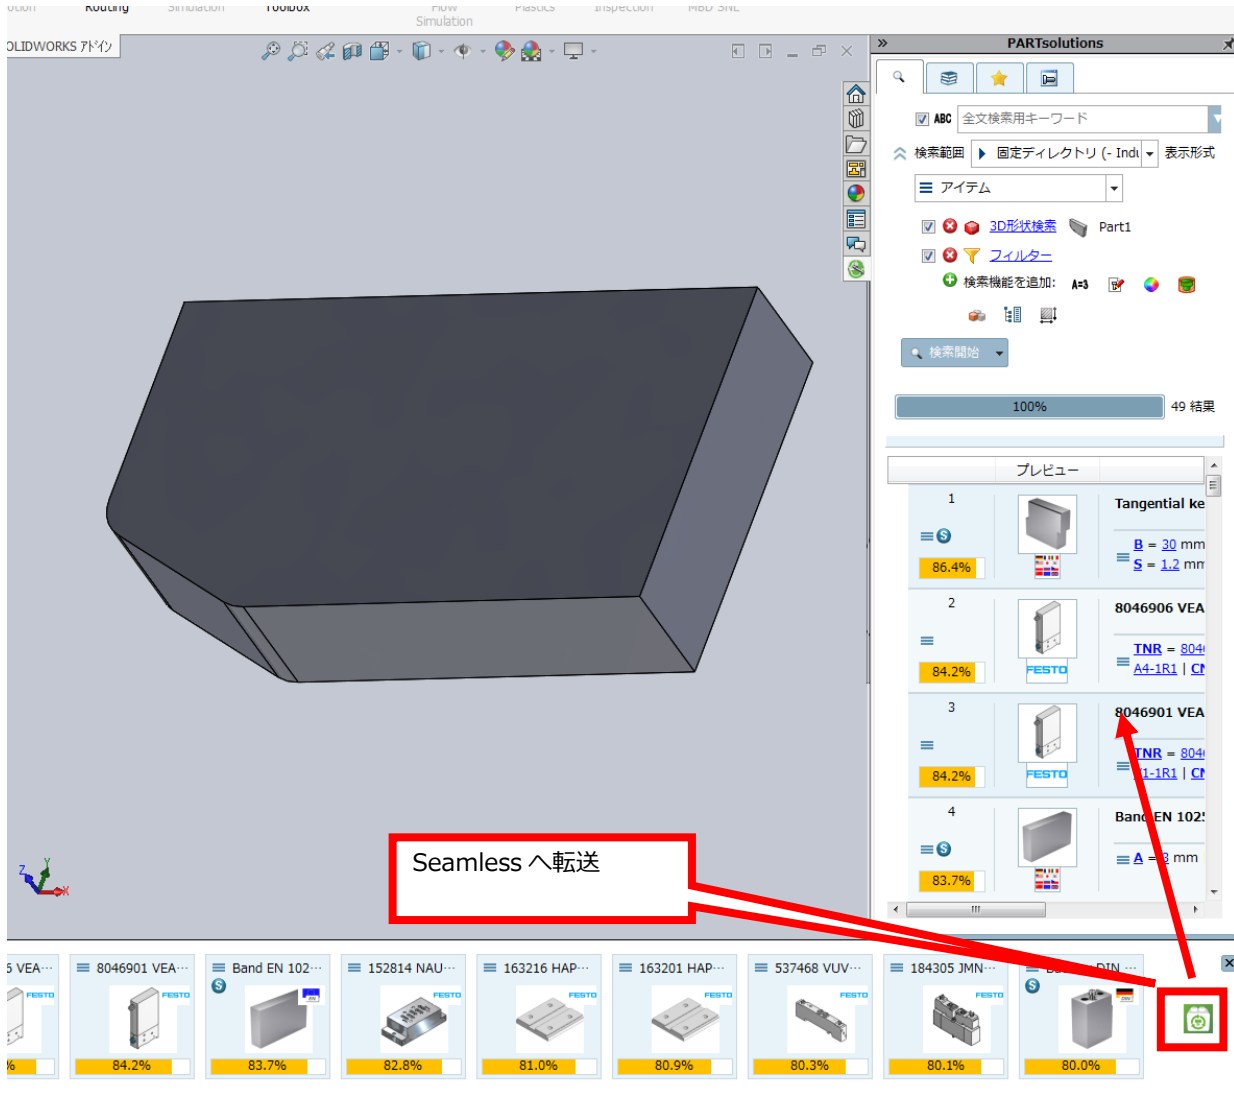 Routing
Simulation
Toolbox
Flow
Simulation
Plastics
Inspection
MBD SNL
OLIDWORKS アドイン
PARTsolutions
ABC 全文検索用キーワード
検索範囲 固定ディレクトリ (- Indu 表示形式
アイテム
3D形状検索 Part1
フィルター
検索機能を追加: A=3
検索開始
100% 49 結果
プレビュー
1 Tangential ke
B = 30 mm
S = 1.2 mm
86.4%
2 8046906 VEA
TNR = 804
A4-1R1 | CN
84.2% FESTO
3 8046901 VEA
TNR = 804
-1R1 | CN
84.2% FESTO
4 Band EN 102
A = 3 mm
83.7%
Seamless へ転送
Z Y X
VEA…
8046901 VEA…
Band EN 102…
152814 NAU…
163216 HAP…
163201 HAP…
537468 VUV…
184305 JMN…
DIN …
FESTO
FESTO
FESTO
FESTO
FESTO
FESTO
FESTO
%
84.2%
83.7%
82.8%
81.0%
80.9%
80.3%
80.1%
80.0%